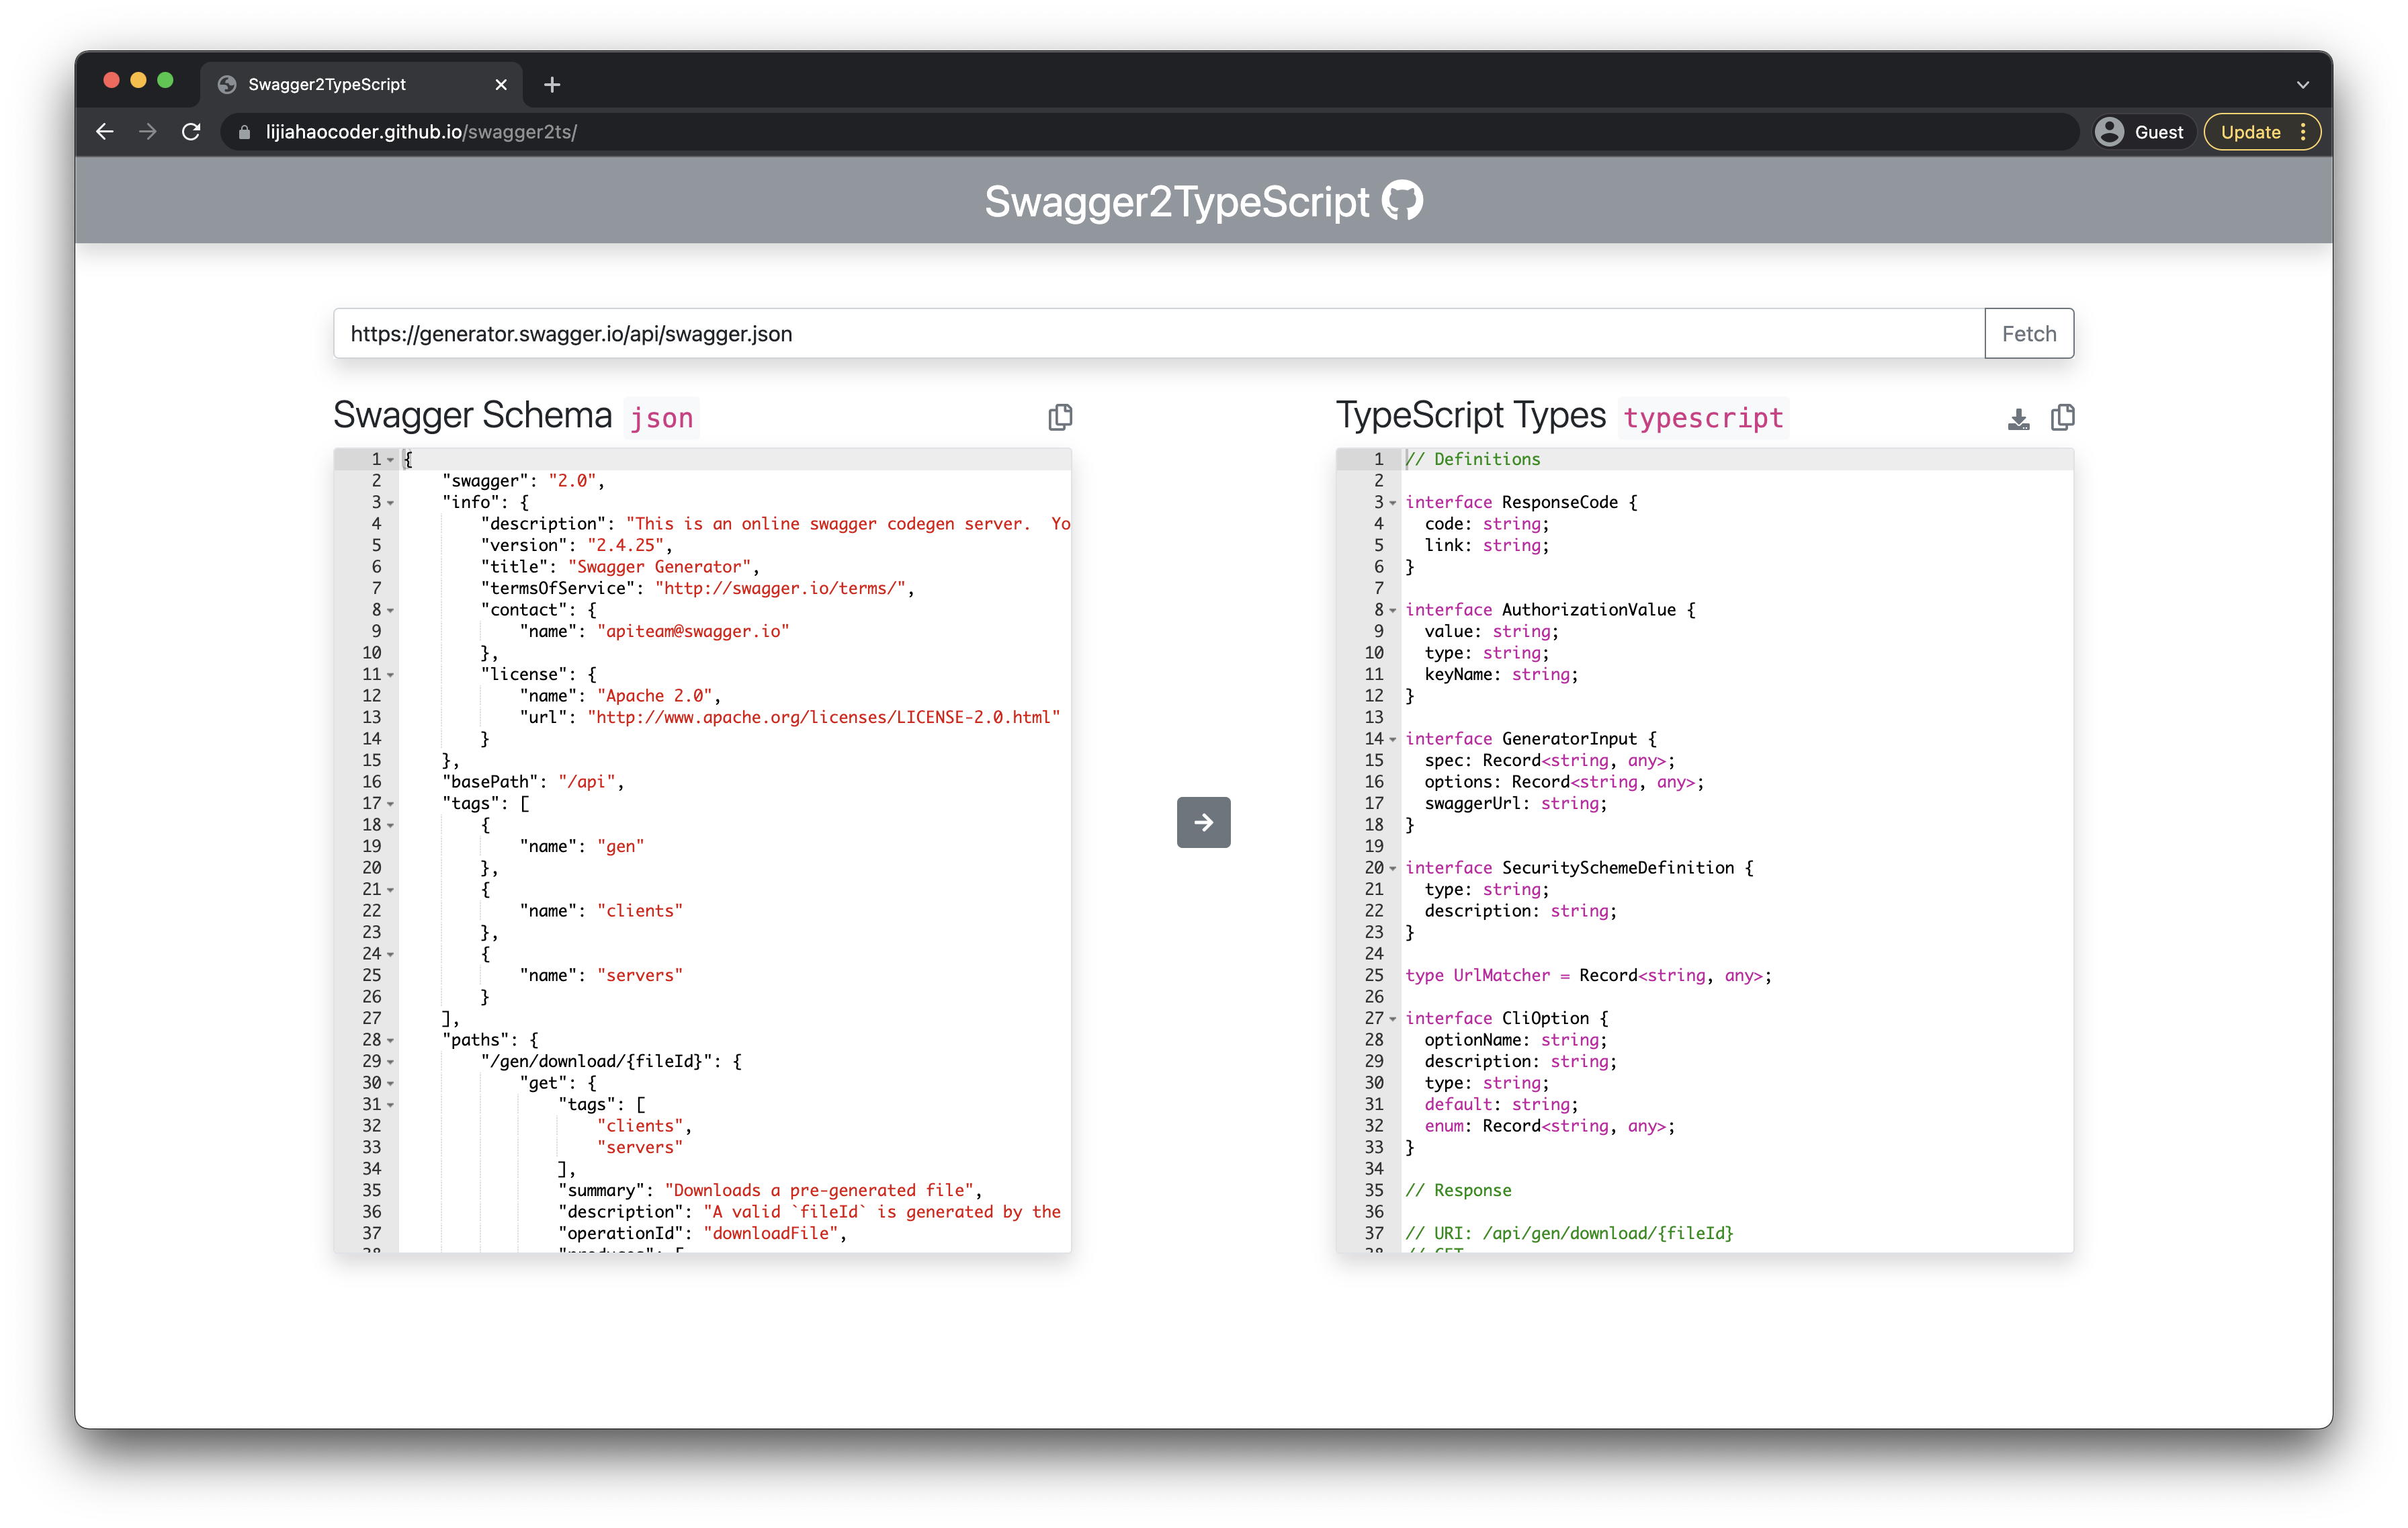 Swagger2TypeScript
lijiahaocoder.github.io/swagger2ts/
Guest
Update
Swagger2TypeScript
https://generator.swagger.io/api/swagger.json
Fetch
Swagger Schema json
1 {
2 "swagger": "2.0",
3 "info": {
4 "description": "This is an online swagger codegen server.  Yo
5 "version": "2.4.25",
6 "title": "Swagger Generator",
7 "termsOfService": "http://swagger.io/terms/",
8 "contact": {
9 "name": "apiteam@swagger.io"
10 },
11 "license": {
12 "name": "Apache 2.0",
13 "url": "http://www.apache.org/licenses/LICENSE-2.0.html"
14 }
15 },
16 "basePath": "/api",
17 "tags": [
18 {
19 "name": "gen"
20 },
21 {
22 "name": "clients"
23 },
24 {
25 "name": "servers"
26 }
27 ],
28 "paths": {
29 "/gen/download/{fileId}": {
30 "get": {
31 "tags": [
32 "clients",
33 "servers"
34 ],
35 "summary": "Downloads a pre-generated file",
36 "description": "A valid `fileId` is generated by the
37 "operationId": "downloadFile",
38 "produces": [
TypeScript Types typescript
1 // Definitions
2
3 interface ResponseCode {
4 code: string;
5 link: string;
6 }
7
8 interface AuthorizationValue {
9 value: string;
10 type: string;
11 keyName: string;
12 }
13
14 interface GeneratorInput {
15 spec: Record<string, any>;
16 options: Record<string, any>;
17 swaggerUrl: string;
18 }
19
20 interface SecuritySchemeDefinition {
21 type: string;
22 description: string;
23 }
24
25 type UrlMatcher = Record<string, any>;
26
27 interface CliOption {
28 optionName: string;
29 description: string;
30 type: string;
31 default: string;
32 enum: Record<string, any>;
33 }
34
35 // Response
36
37 // URI: /api/gen/download/{fileId}
38 // GET